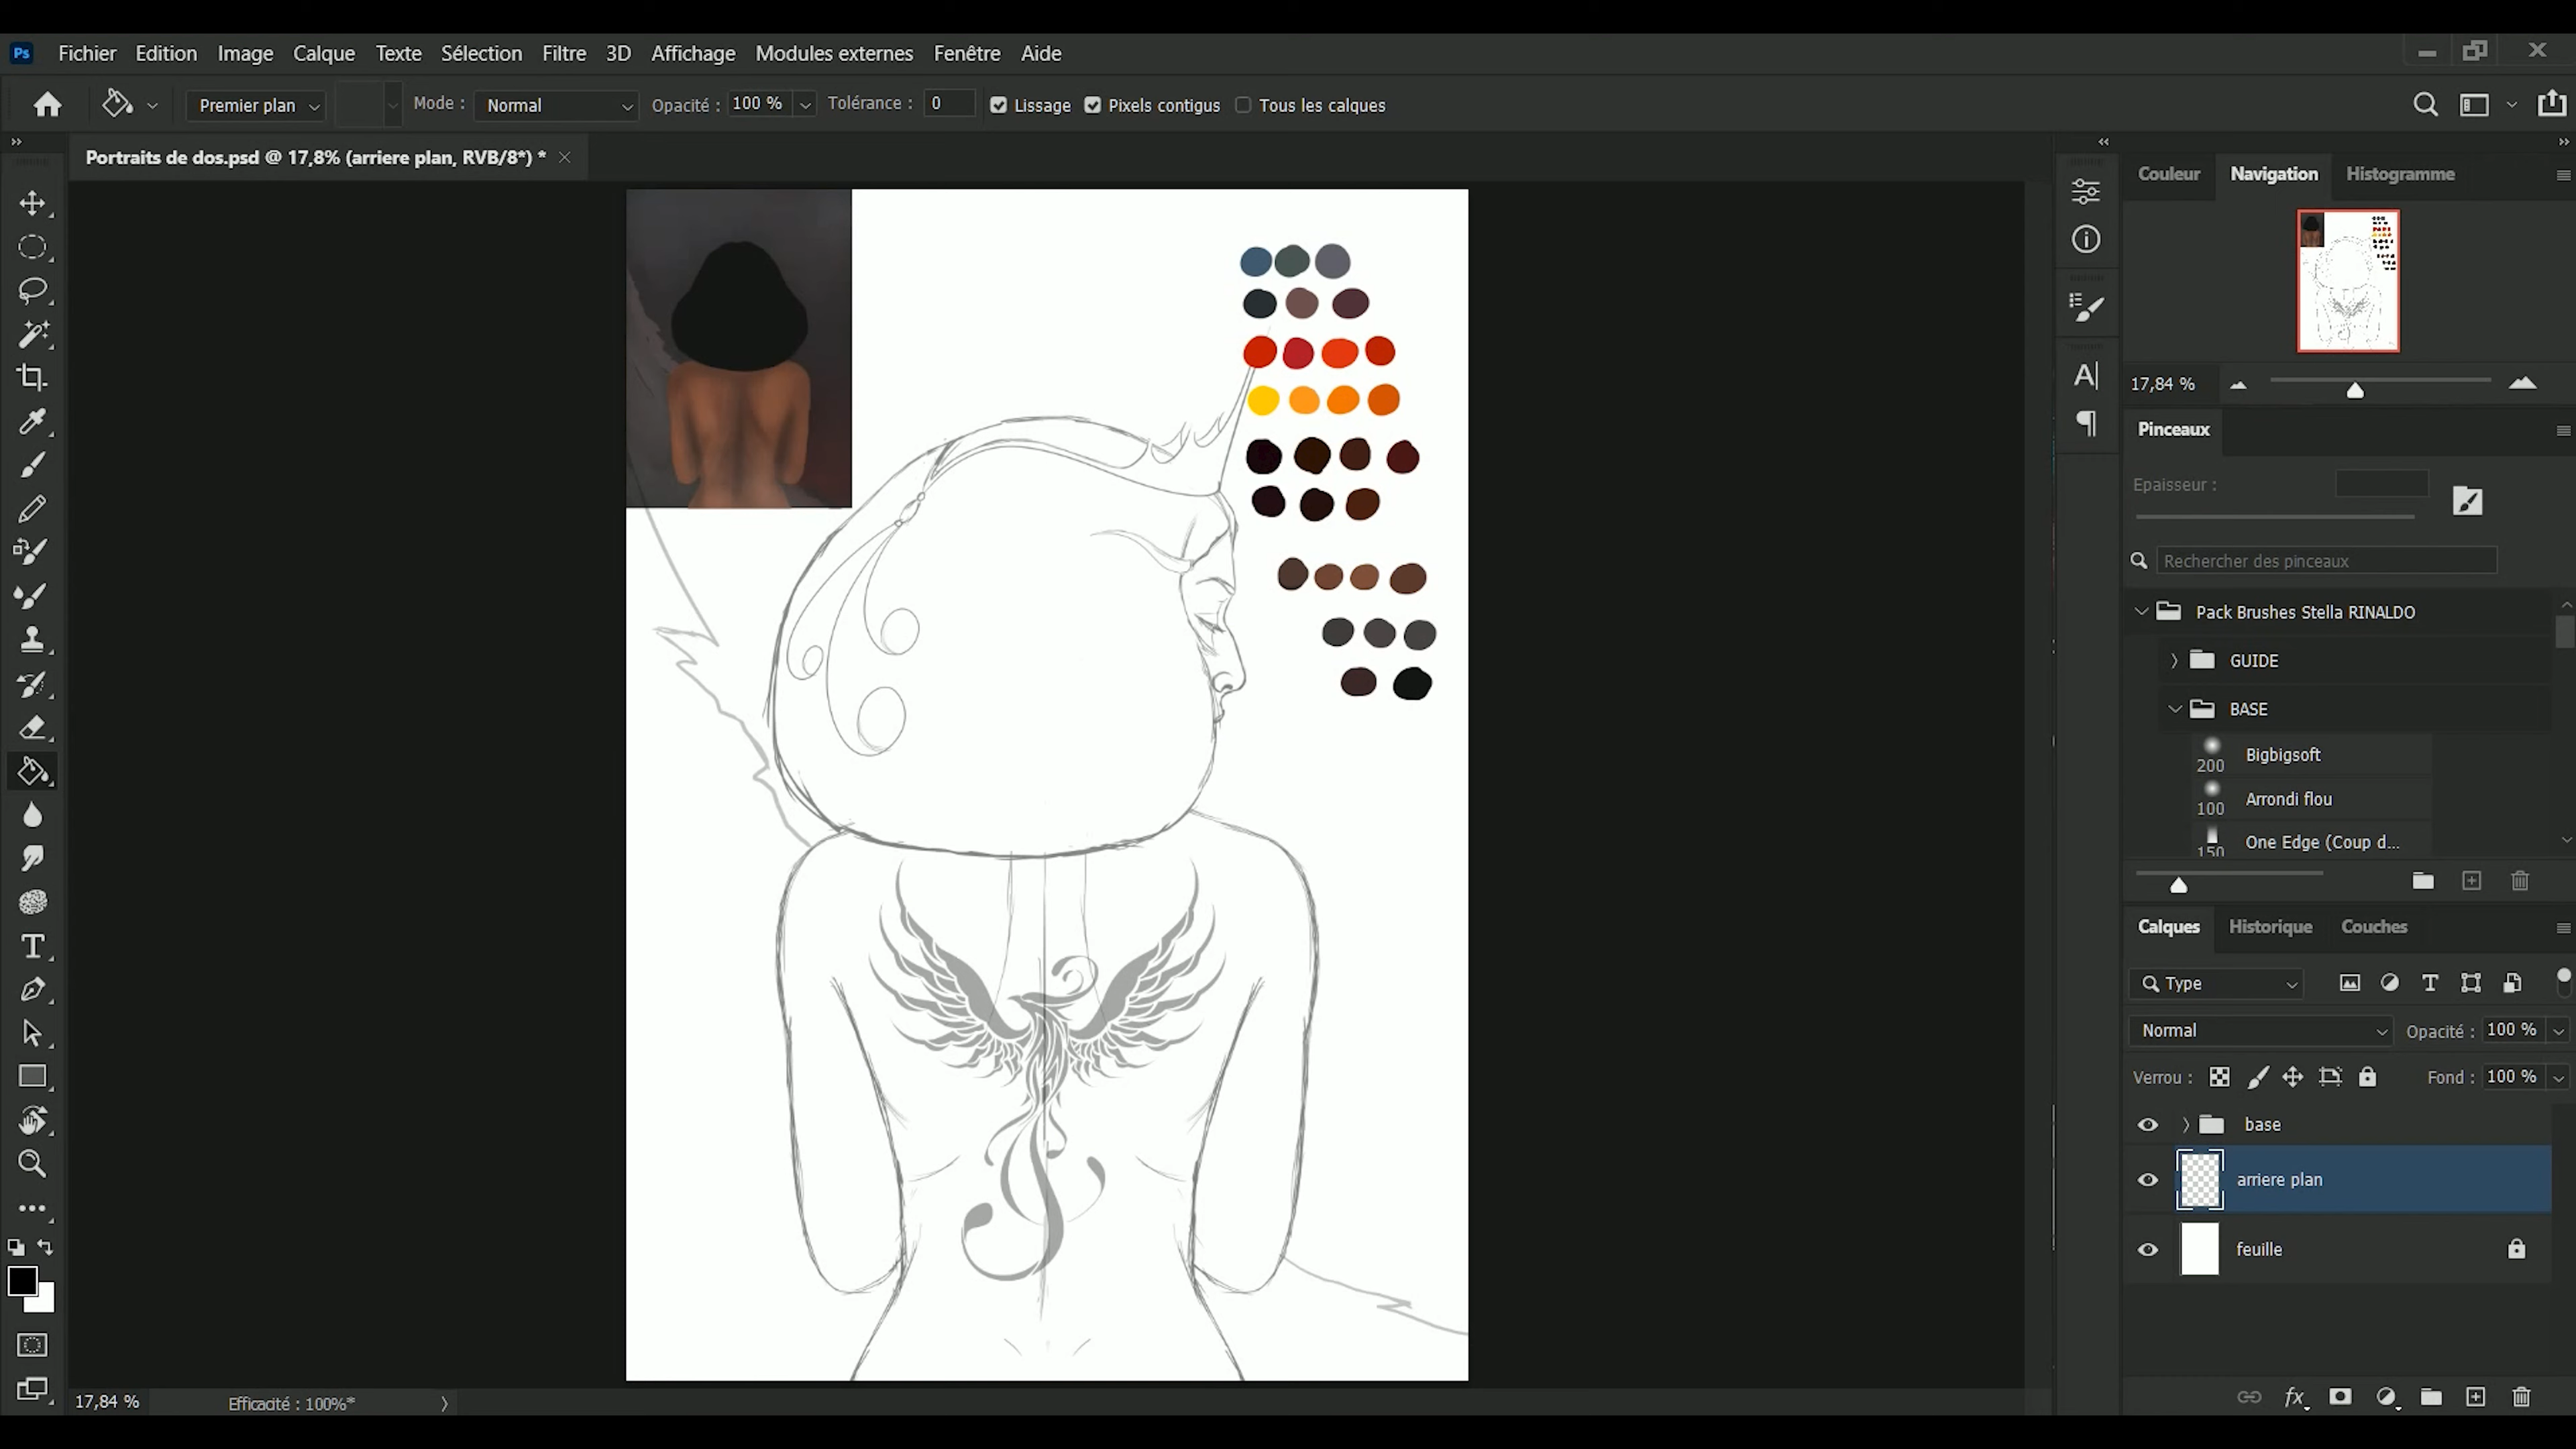 Ps Fichier Edition Image Calque Texte Sélection Filtre 3D Affichage Modules externes Fenêtre Aide
Premier plan Mode : Normal Opacité : 100 % Tolérance : 0 Lissage Pixels contigus Tous les calques
Portraits de dos.psd @ 17,8% (arriere plan, RVB/8*) *
Couleur Navigation Histogramme
17,84 %
Pinceaux
Epaisseur :
Rechercher des pinceaux
Pack Brushes Stella RINALDO
GUIDE
BASE
200 Bigbigsoft
100 Arrondi flou
150 One Edge (Coup d...
Calques Historique Couches
Type
Normal Opacité : 100 %
Verrou : Fond : 100 %
base
arriere plan
feuille
17,84 % Efficacité : 100%*